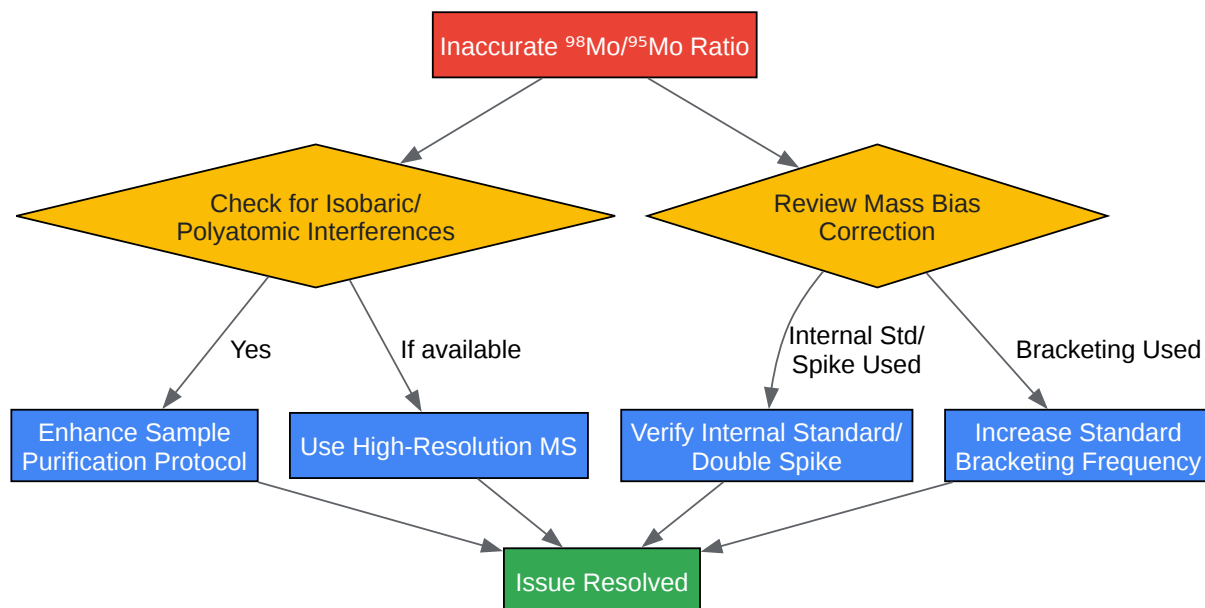 Inaccurate ⁹⁸Mo/⁹⁵Mo Ratio
Check for Isobaric/
Polyatomic Interferences
Review Mass Bias
Correction
Yes
If available
Internal Std/
Spike Used
Bracketing Used
Enhance Sample
Purification Protocol
Use High-Resolution MS
Verify Internal Standard/
Double Spike
Increase Standard
Bracketing Frequency
Issue Resolved